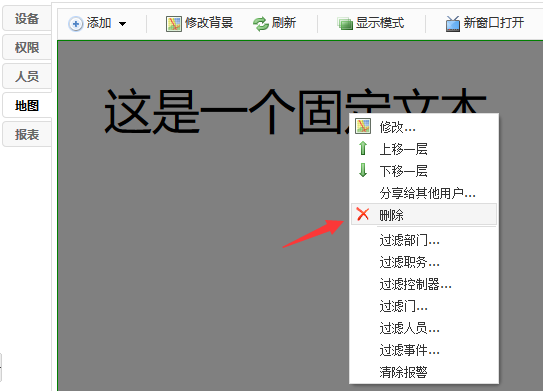 设备
权限
人员
地图
报表
添加 修改背景 刷新 显示模式 新窗口打开
这是一个固定文本
修改...
上移一层
下移一层
分享给其他用户...
删除
过滤部门...
过滤职务...
过滤控制器...
过滤门...
过滤人员...
过滤事件...
清除报警